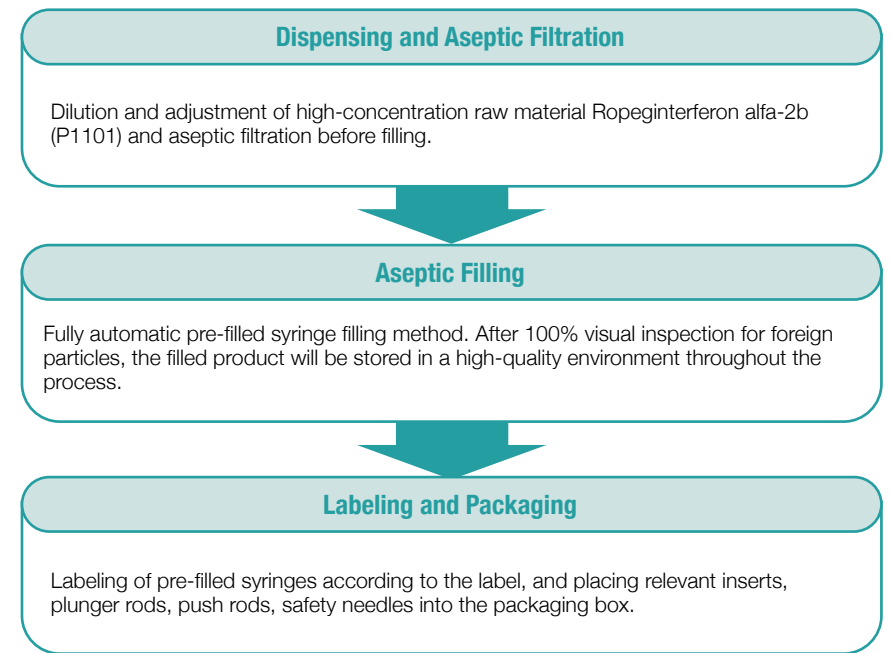 Dispensing and Aseptic Filtration
Dilution and adjustment of high-concentration raw material Ropeginterferon alfa-2b
(P1101) and aseptic filtration before filling.
Aseptic Filling
Fully automatic pre-filled syringe filling method. After 100% visual inspection for foreign
particles, the filled product will be stored in a high-quality environment throughout the
process.
Labeling and Packaging
Labeling of pre-filled syringes according to the label, and placing relevant inserts,
plunger rods, push rods, safety needles into the packaging box.